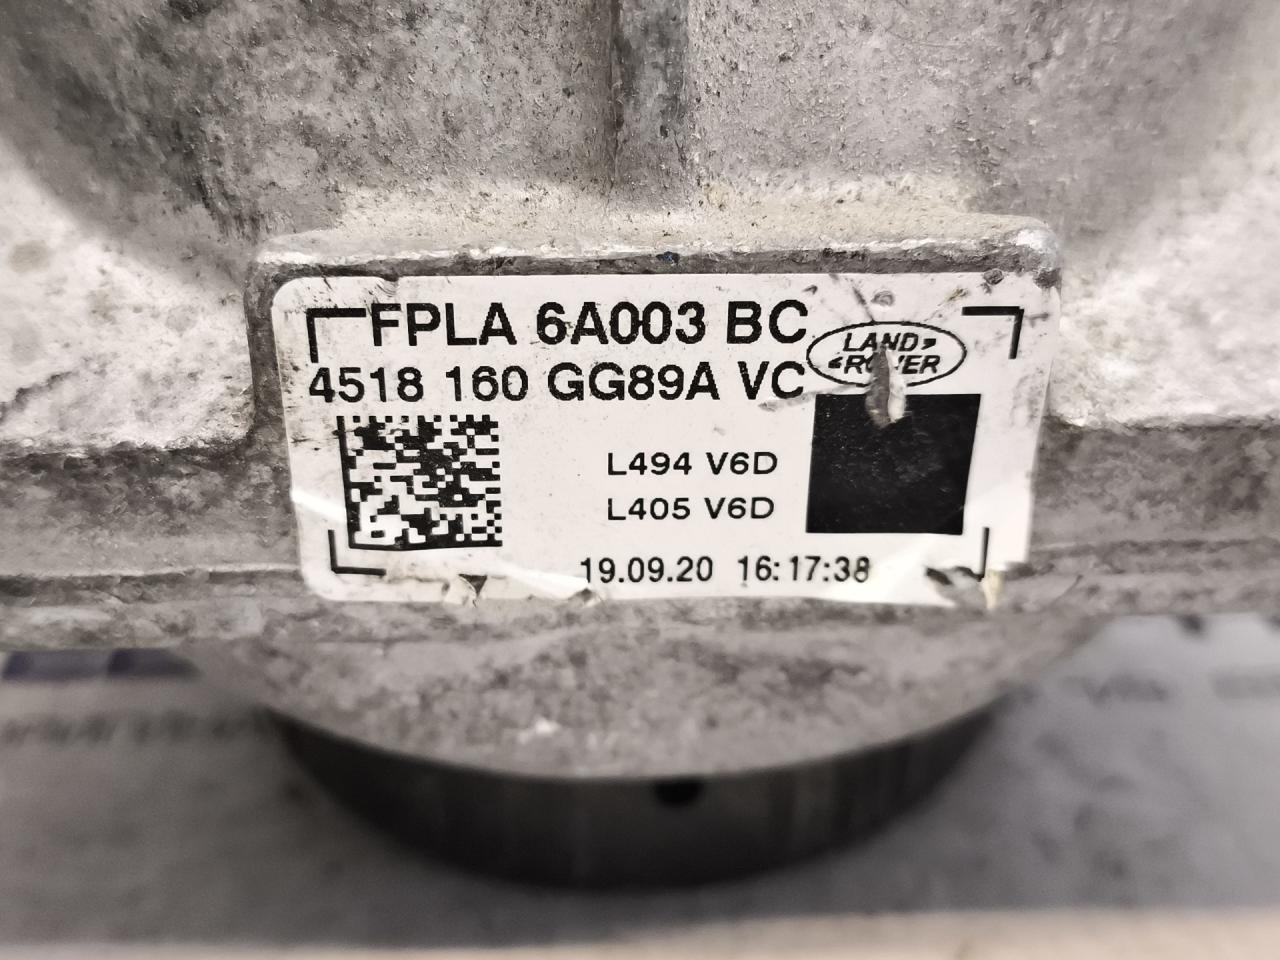 FPLA 6A003 BC
4518 160 GG89A VC
LAND
ROVER
L494 V6D
L405 V6D
19.09.20 16:17:38